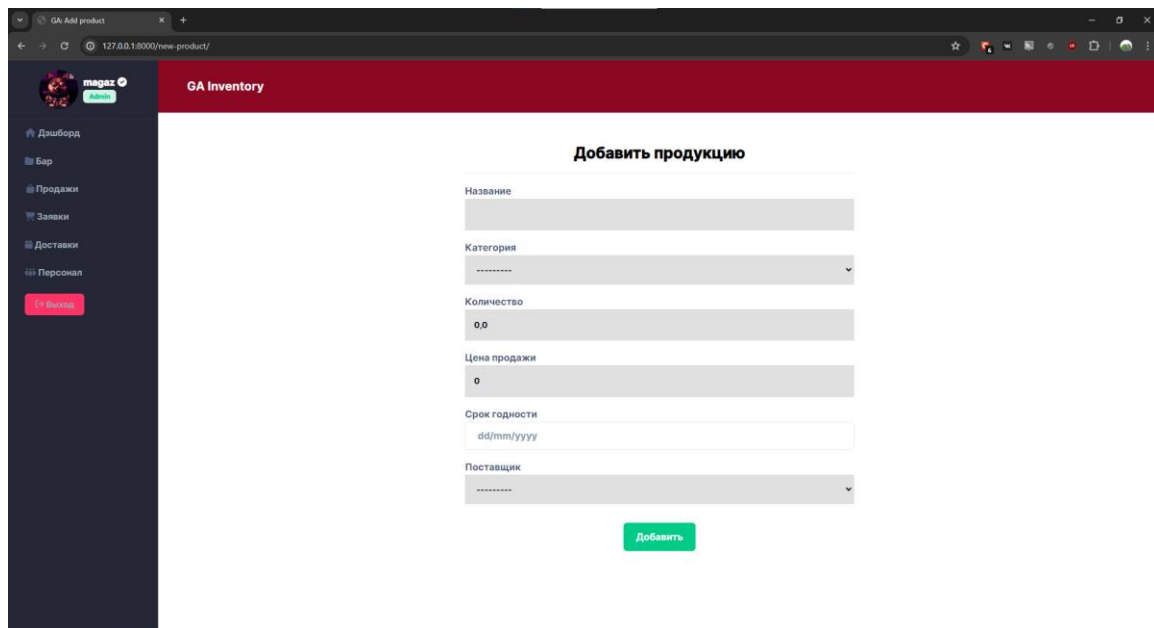 GA: Add product
127.0.0.1:8000/new-product/
magaz
Admin
GA Inventory
Дэшборд
Бар
Продажи
Заявки
Доставки
Персонал
Выход
Добавить продукцию
Название
Категория
---------
Количество
0,0
Цена продажи
0
Срок годности
dd/mm/yyyy
Поставщик
---------
Добавить